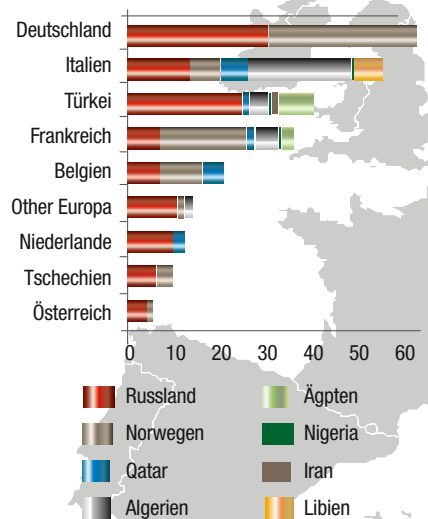 Deutschland
Italien
Türkei
Frankreich
Belgien
Other Europa
Niederlande
Tschechien
Österreich
0 10 20 30 40 50 60
Russland Ägpten
Norwegen Nigeria
Qatar Iran
Algerien Libien